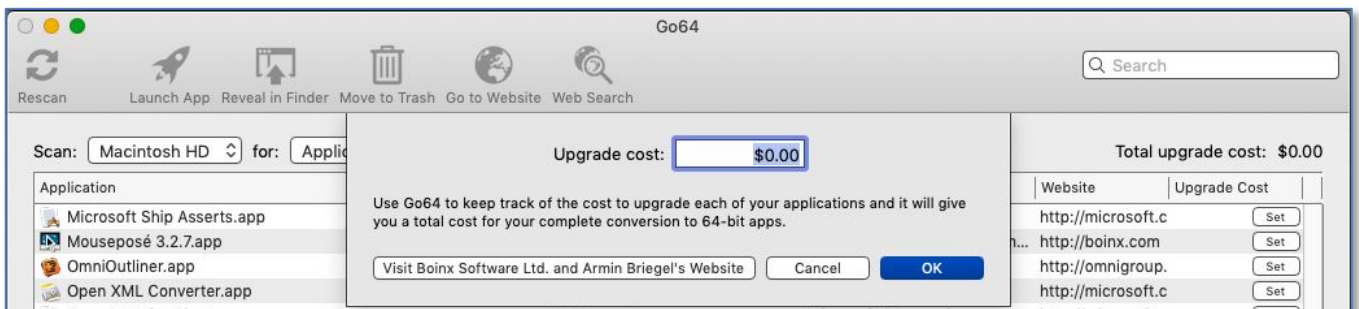 Go64
Search
Rescan Launch App Reveal in Finder Move to Trash Go to Website Web Search
Upgrade cost: $0.00
Scan: Macintosh HD for: Total upgrade cost: $0.00
Application Website Upgrade Cost
Use Go64 to keep track of the cost to upgrade each of your applications and it will give
you a total cost for your complete conversion to 64-bit apps.
Microsoft Ship Asserts.app http://microsoft.c Set
Mouseposé 3.2.7.app http://boinx.com Set
OmniOutliner.app http://omnigroup. Set
Visit Boinx Software Ltd. and Armin Briegel's Website Cancel OK
Open XML Converter.app http://microsoft.c Set